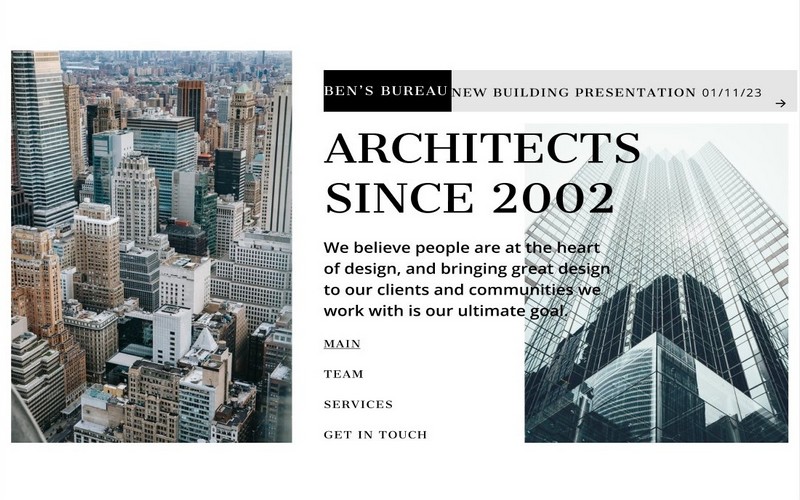 BEN'S BUREAU NEW BUILDING PRESENTATION 01/11/23 →
ARCHITECTS
SINCE 2002
We believe people are at the heart
of design, and bringing great design
to our clients and communities we
work with is our ultimate goal.
MAIN
TEAM
SERVICES
GET IN TOUCH